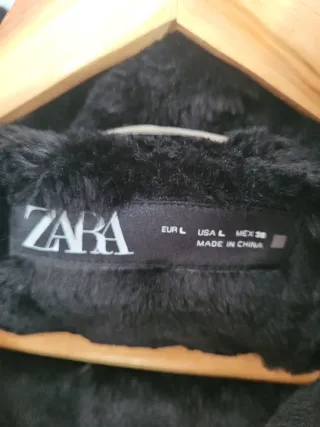 ZARA
EUR L USA L MEX 30
MADE IN CHINA